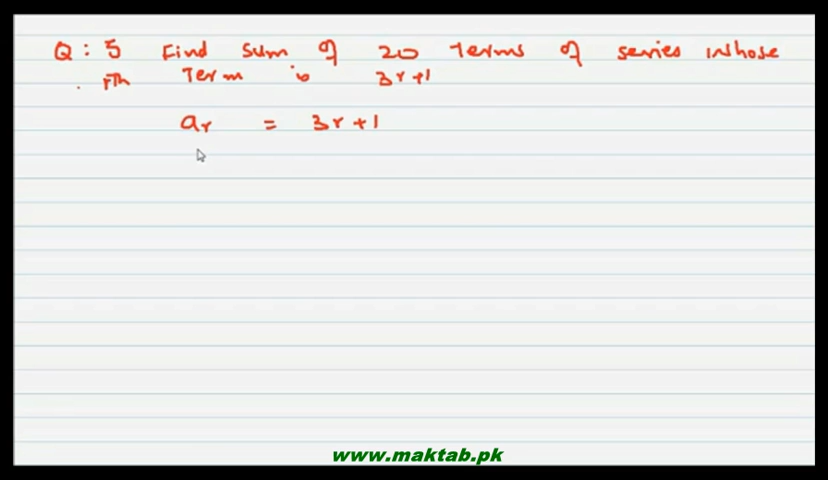 Q : 5 Find Sum of 20 Terms of series whose
rth Term is 3r+1
ar = 3r+1
www.maktab.pk